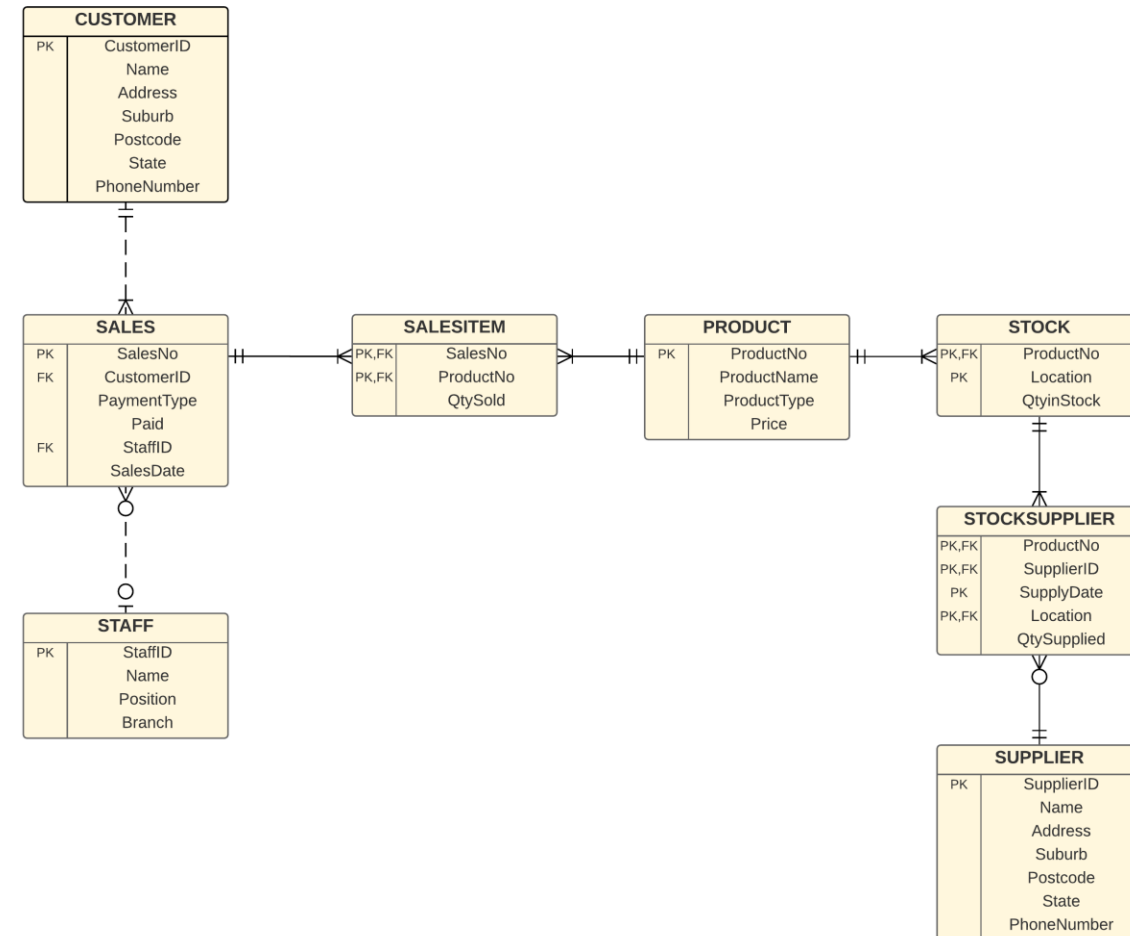 CUSTOMER
PK CustomerID
Name
Address
Suburb
Postcode
State
PhoneNumber
SALES
PK SalesNo
FK CustomerID
PaymentType
Paid
FK StaffID
SalesDate
SALESITEM
PK,FK SalesNo
PK,FK ProductNo
QtySold
PRODUCT
PK ProductNo
ProductName
ProductType
Price
STOCK
PK,FK ProductNo
PK Location
QtyinStock
STOCKSUPPLIER
PK,FK ProductNo
PK,FK SupplierID
PK SupplyDate
PK,FK Location
QtySupplied
STAFF
PK StaffID
Name
Position
Branch
SUPPLIER
PK SupplierID
Name
Address
Suburb
Postcode
State
PhoneNumber